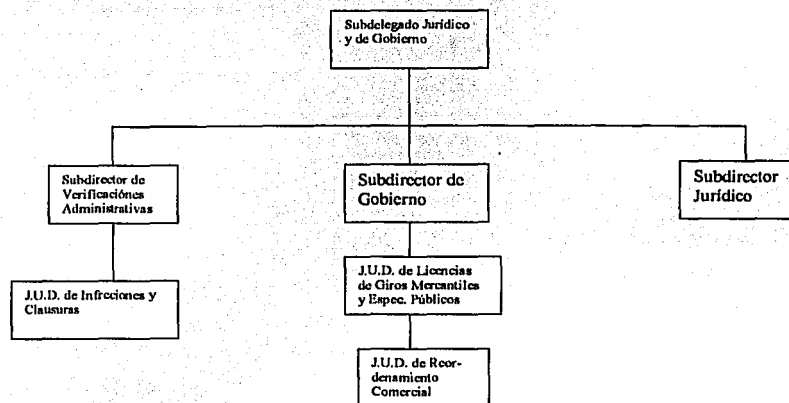 Subdelegado Jurídico
y de Gobierno
Subdirector de
Verificaciónes
Administrativas
Subdirector de
Gobierno
Subdirector
Jurídico
J.U.D. de Infreciones y
Clausuras
J.U.D. de Licencias
de Giros Mercantiles
y Espec. Públicos
J.U.D. de Reor-
denamiento
Comercial